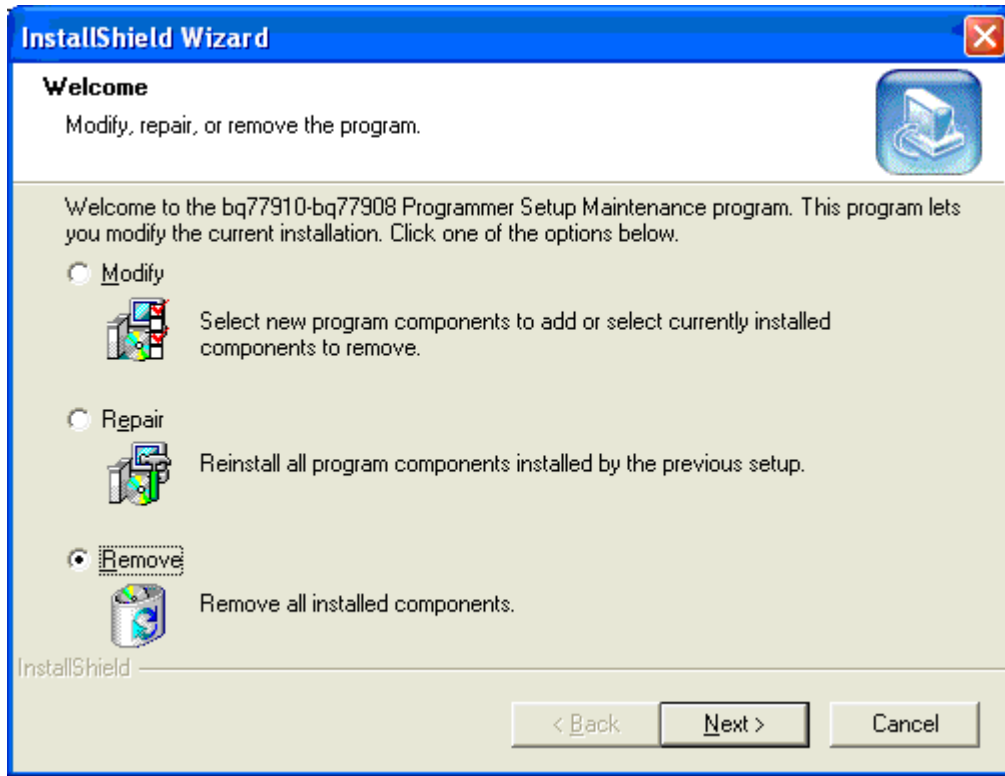 InstallShield Wizard
Welcome
Modify, repair, or remove the program.
Welcome to the bq77910-bq77908 Programmer Setup Maintenance program. This program lets
you modify the current installation. Click one of the options below.
Modify
Select new program components to add or select currently installed
components to remove.
Repair
Reinstall all program components installed by the previous setup.
Remove
Remove all installed components.
InstallShield
< Back
Next >
Cancel